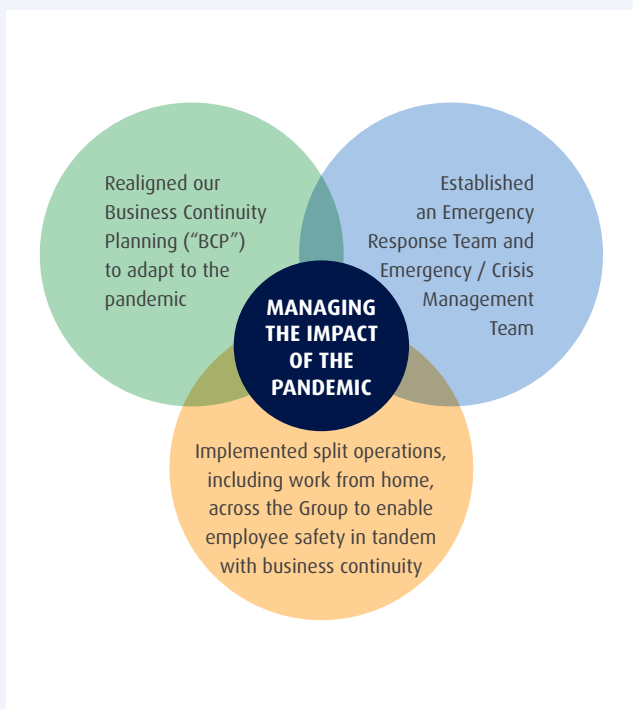 Realigned our
Business Continuity
Planning (“BCP”)
to adapt to the
pandemic
Established
an Emergency
Response Team and
Emergency / Crisis
Management
Team
MANAGING
THE IMPACT
OF THE
PANDEMIC
Implemented split operations,
including work from home,
across the Group to enable
employee safety in tandem
with business continuity